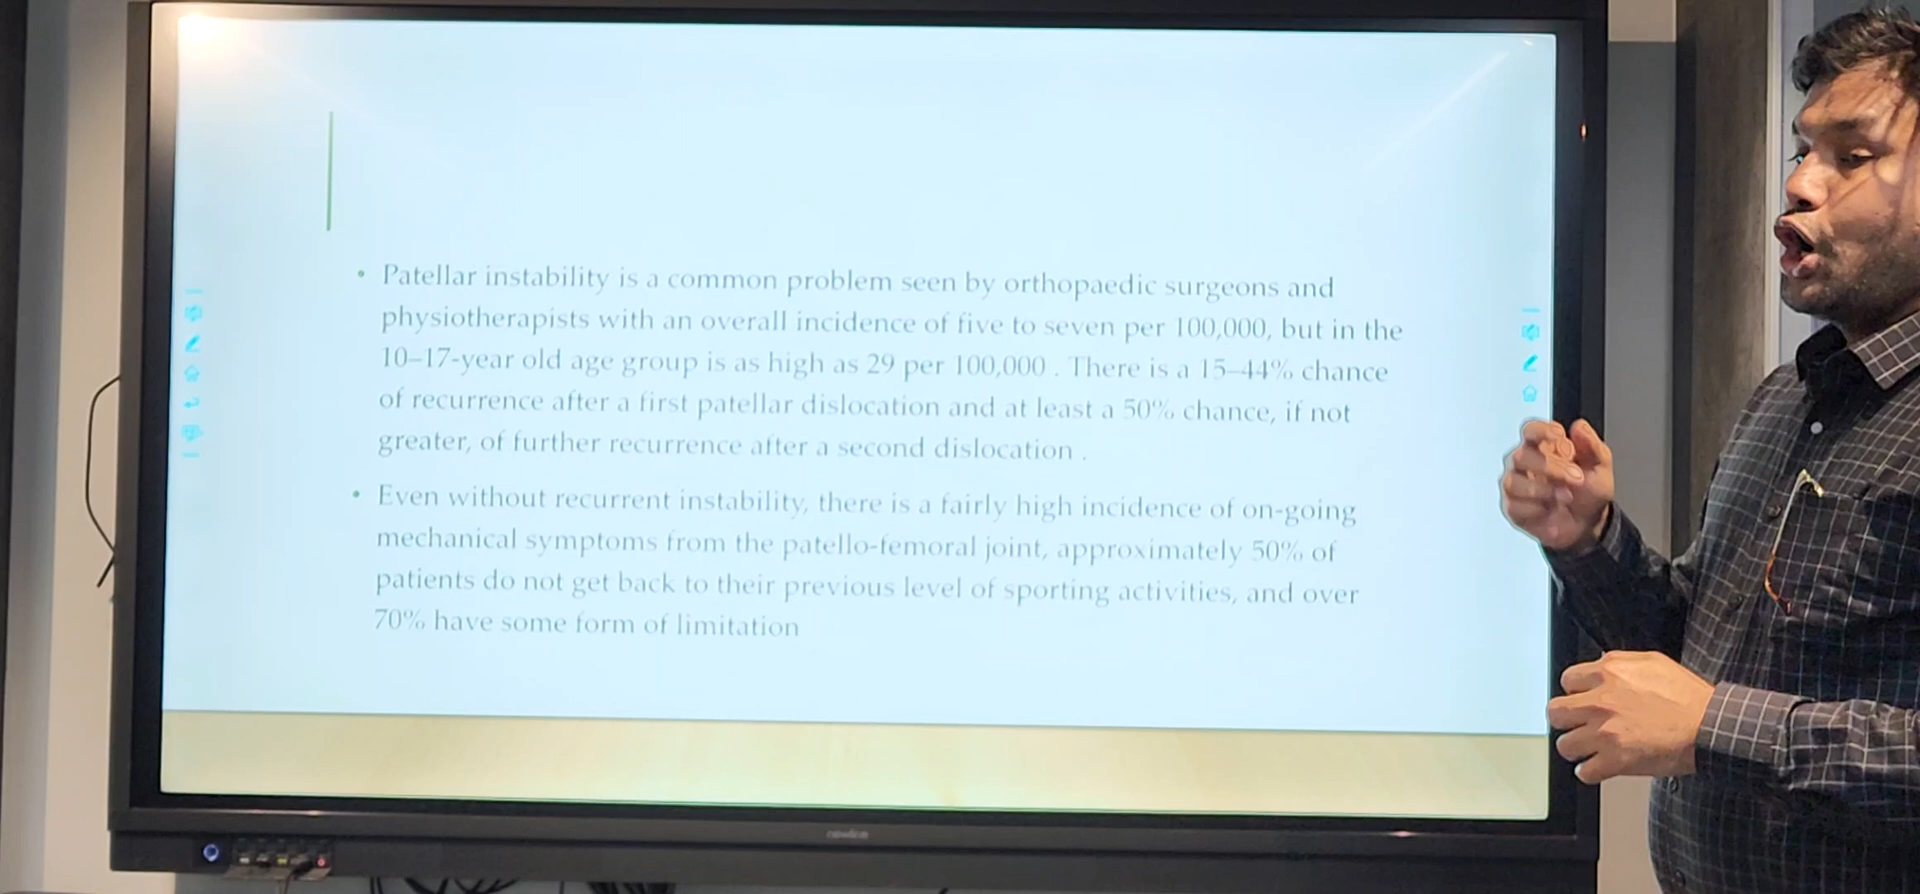 • Patellar instability is a common problem seen by orthopaedic surgeons and
physiotherapists with an overall incidence of five to seven per 100,000, but in the
10–17-year old age group is as high as 29 per 100,000 . There is a 15–44% chance
of recurrence after a first patellar dislocation and at least a 50% chance, if not
greater, of further recurrence after a second dislocation .
• Even without recurrent instability, there is a fairly high incidence of on-going
mechanical symptoms from the patello-femoral joint, approximately 50% of
patients do not get back to their previous level of sporting activities, and over
70% have some form of limitation
newline